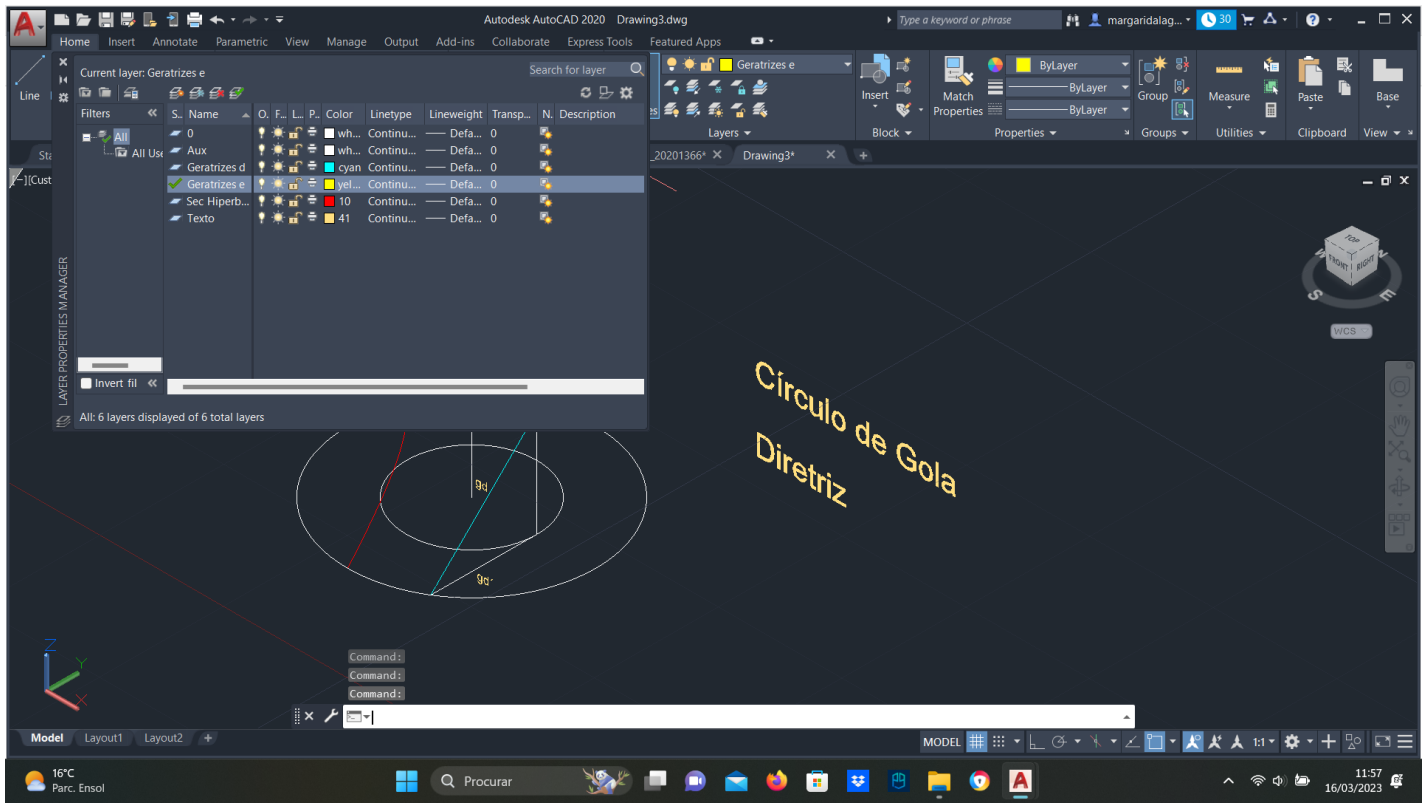 Autodesk AutoCAD 2020 Drawing3.dwg
Type a keyword or phrase
margaridalag...
30
Home Insert Annotate Parametric View Manage Output Add-ins Collaborate Express Tools Featured Apps
Line
Current layer: Geratrizes e
Search for layer
Filters
All
All Use
S.. Name O. F... L... P.. Color Linetype Lineweight Transp... N. Description
0 wh... Continu... Defa... 0
Aux wh... Continu... Defa... 0
Geratrizes d cyan Continu... Defa... 0
Geratrizes e yel... Continu... Defa... 0
Sec Hiperb... 10 Continu... Defa... 0
Texto 41 Continu... Defa... 0
Invert fil
All: 6 layers displayed of 6 total layers
LAYER PROPERTIES MANAGER
Geratrizes e
Layers
Insert
Block
Match
Properties
ByLayer
ByLayer
ByLayer
Properties
Group
Groups
Measure
Utilities
Paste
Clipboard
Base
View
Sta
_20201366*
Drawing3*
[-][Cust
TOP
FRONT
RIGHT
W
N
S
E
WCS
Círculo de Gola
Diretriz
Z
Y
X
Command:
Command:
Command:
Model Layout1 Layout2
MODEL
1:1
16°C
Parc. Ensol
Procurar
11:57
16/03/2023